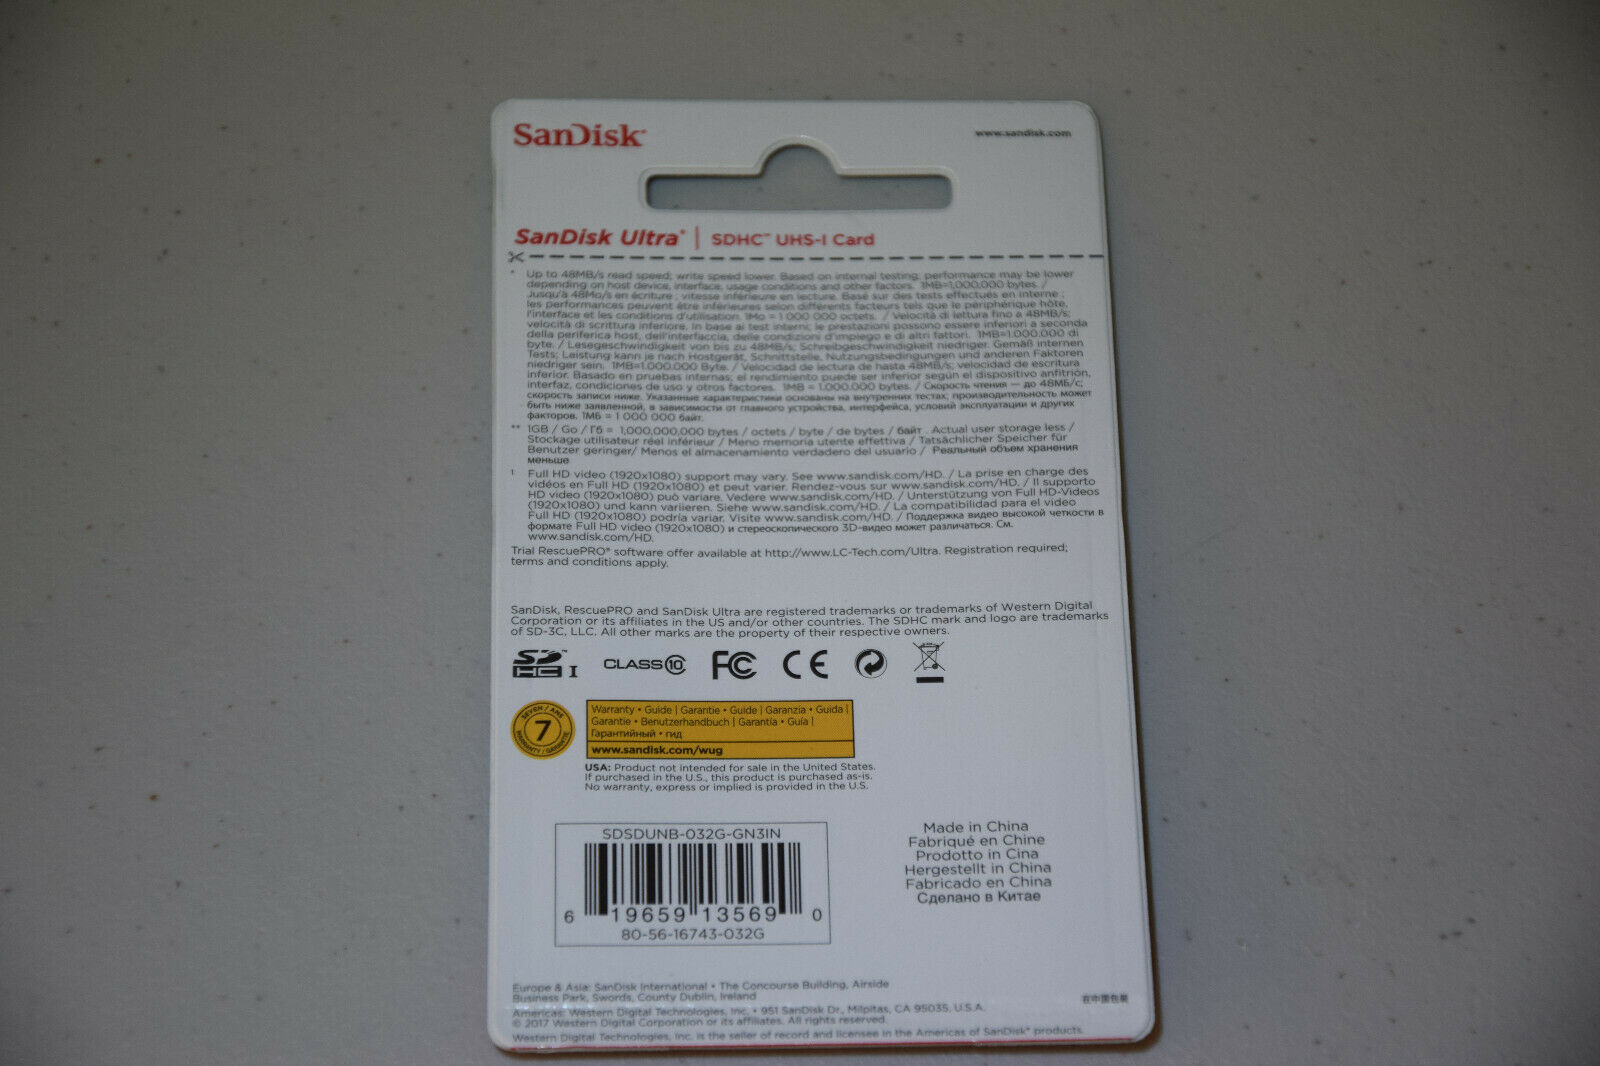 SanDisk®
www.sandisk.com
SanDisk Ultra® | SDHC™ UHS-I Card
* Up to 48MB/s read speed; write speed lower. Based on internal testing; performance may be lower
depending on host device, interface, usage conditions and other factors. 1MB=1,000,000 bytes. /
Jusqu'à 48Mo/s en écriture ; vitesse inférieure en lecture. Basé sur des tests effectués en interne ;
les performances peuvent être inférieures selon différents facteurs tels que le périphérique hôte,
l'interface et les conditions d'utilisation. 1Mo = 1 000 000 octets. / Velocità di lettura fino a 48MB/s;
velocità di scrittura inferiore. In base ai test interni; le prestazioni possono essere inferiori a seconda
della periferica host, dell'interfaccia, delle condizioni d'impiego e di altri fattori. 1MB=1.000.000 di
byte. / Lesegeschwindigkeit von bis zu 48MB/s; Schreibgeschwindigkeit niedriger. Gemäß internen
Tests; Leistung kann je nach Hostgerät, Schnittstelle, Nutzungsbedingungen und anderen Faktoren
niedriger sein. 1MB=1.000.000 Byte. / Velocidad de lectura de hasta 48MB/s; velocidad de escritura
inferior. Basado en pruebas internas; el rendimiento puede ser inferior según el dispositivo anfitrión,
interfaz, condiciones de uso y otros factores. 1MB = 1.000.000 bytes. / Скорость чтения — до 48МБ/с;
скорость записи ниже. Указанные характеристики основаны на внутренних тестах; производительность может
быть ниже заявленной, в зависимости от главного устройства, интерфейса, условий эксплуатации и других
факторов. 1МБ = 1 000 000 байт.
** 1GB / Go / Гб = 1,000,000,000 bytes / octets / byte / de bytes / байт . Actual user storage less /
Stockage utilisateur réel inférieur / Meno memoria utente effettiva / Tatsächlicher Speicher für
Benutzer geringer/ Menos el almacenamiento verdadero del usuario / Реальный объем хранения
меньше
‡ Full HD video (1920x1080) support may vary. See www.sandisk.com/HD. / La prise en charge des
vidéos en Full HD (1920x1080) et peut varier. Rendez-vous sur www.sandisk.com/HD. / Il supporto
HD video (1920x1080) può variare. Vedere www.sandisk.com/HD. / Unterstützung von Full HD-Videos
(1920x1080) und kann variieren. Siehe www.sandisk.com/HD. / La compatibilidad para el video
Full HD (1920x1080) podría variar. Visite www.sandisk.com/HD. / Поддержка видео высокой четкости в
формате Full HD video (1920x1080) и стереоскопического 3D-видео может различаться. См.
www.sandisk.com/HD.
Trial RescuePRO® software offer available at http://www.LC-Tech.com/Ultra. Registration required;
terms and conditions apply.
SanDisk, RescuePRO and SanDisk Ultra are registered trademarks or trademarks of Western Digital
Corporation or its affiliates in the US and/or other countries. The SDHC mark and logo are trademarks
of SD-3C, LLC. All other marks are the property of their respective owners.
SD HC I™ CLASS 10 FC CE
SEVEN / ANS
7
WARRANTY / GARANTIE
Warranty • Guide | Garantie • Guide | Garanzia • Guida |
Garantie • Benutzerhandbuch | Garantía • Guía |
Гарантийный • гид
www.sandisk.com/wug
USA: Product not intended for sale in the United States.
If purchased in the U.S., this product is purchased as-is.
No warranty, express or implied is provided in the U.S.
SDSDUNB-032G-GN3IN
6 19659 13569 0
80-56-16743-032G
Made in China
Fabriqué en Chine
Prodotto in Cina
Hergestellt in China
Fabricado en China
Сделано в Китае
Europe & Asia: SanDisk International • The Concourse Building, Airside
Business Park, Swords, County Dublin, Ireland
在中国包装
Americas: Western Digital Technologies, Inc. • 951 SanDisk Dr., Milpitas, CA 95035, U.S.A.
© 2017 Western Digital Corporation or its affiliates. All rights reserved.
Western Digital Technologies, Inc. is the seller of record and licensee in the Americas of SanDisk® products.